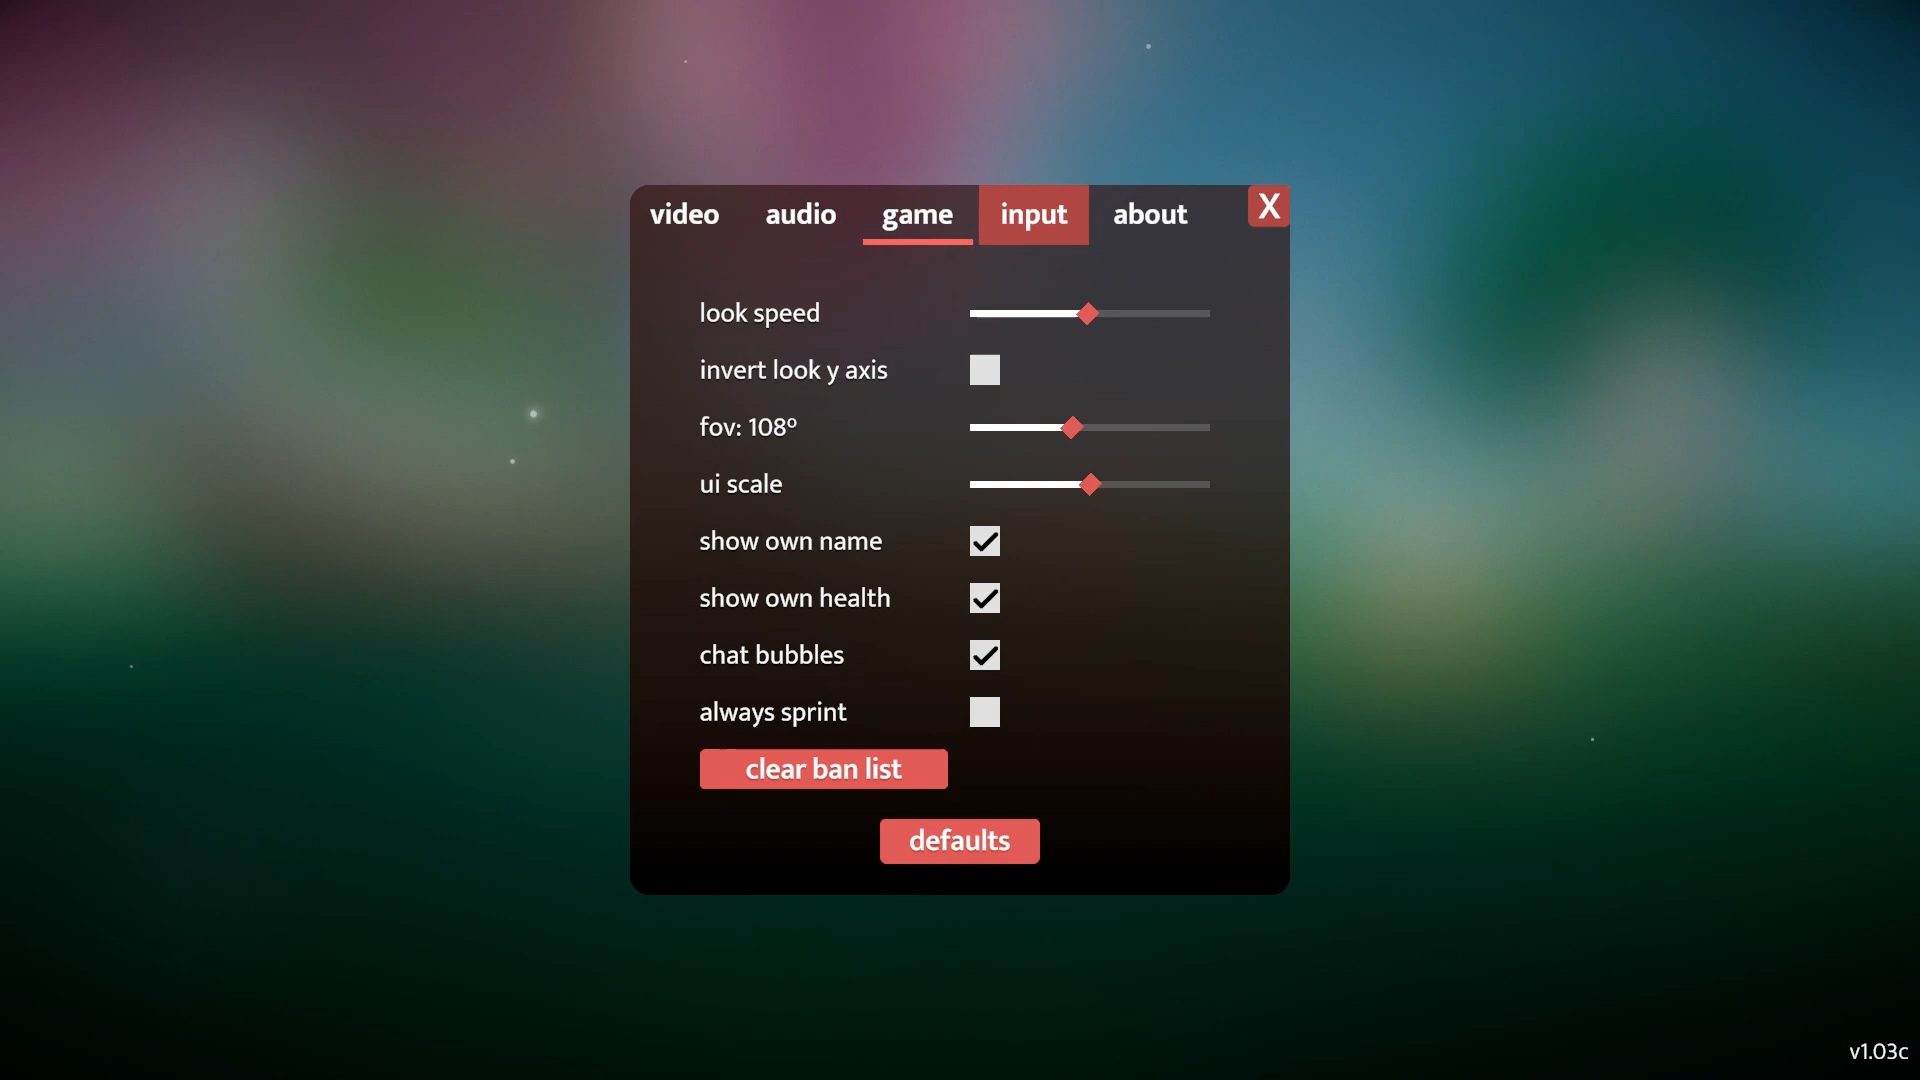 video audio game input about X
look speed
invert look y axis
fov: 108º
ui scale
show own name
show own health
chat bubbles
always sprint
clear ban list
defaults
v1.03c